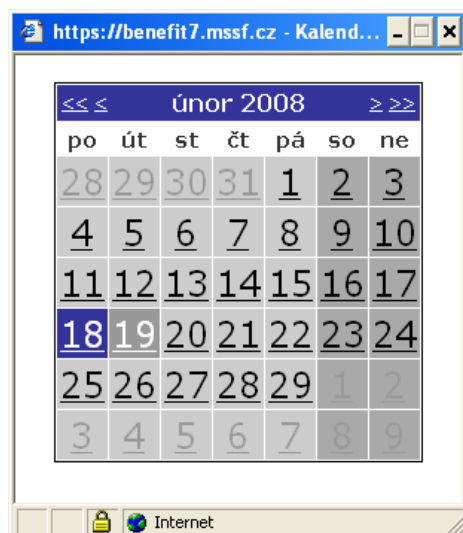 https://benefit7.mssf.cz - Kalend...
<< < únor 2008 > >>
po út st čt pá so ne
28 29 30 31 1 2 3
4 5 6 7 8 9 10
11 12 13 14 15 16 17
18 19 20 21 22 23 24
25 26 27 28 29 1 2
3 4 5 6 7 8 9
Internet